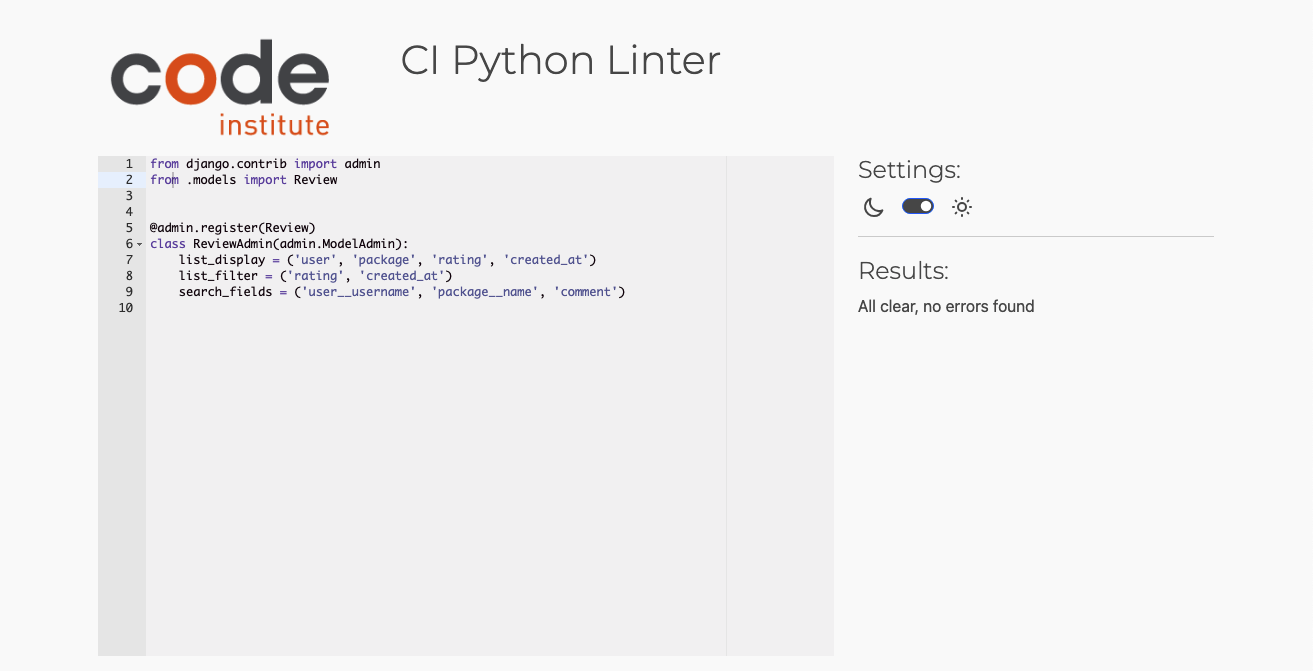 code
institute
CI Python Linter
1 from django.contrib import admin
2 from .models import Review
3
4
5 @admin.register(Review)
6 class ReviewAdmin(admin.ModelAdmin):
7     list_display = ('user', 'package', 'rating', 'created_at')
8     list_filter = ('rating', 'created_at')
9     search_fields = ('user__username', 'package__name', 'comment')
10
Settings:
Results:
All clear, no errors found